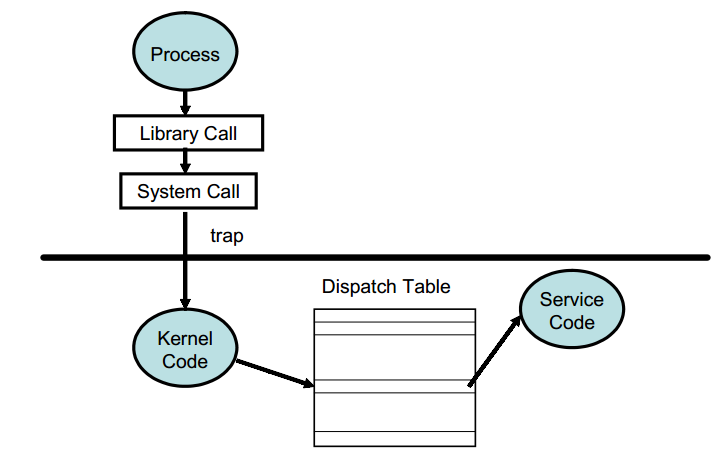 Process
Library Call
System Call
trap
Dispatch Table
Service
Code
Kernel
Code